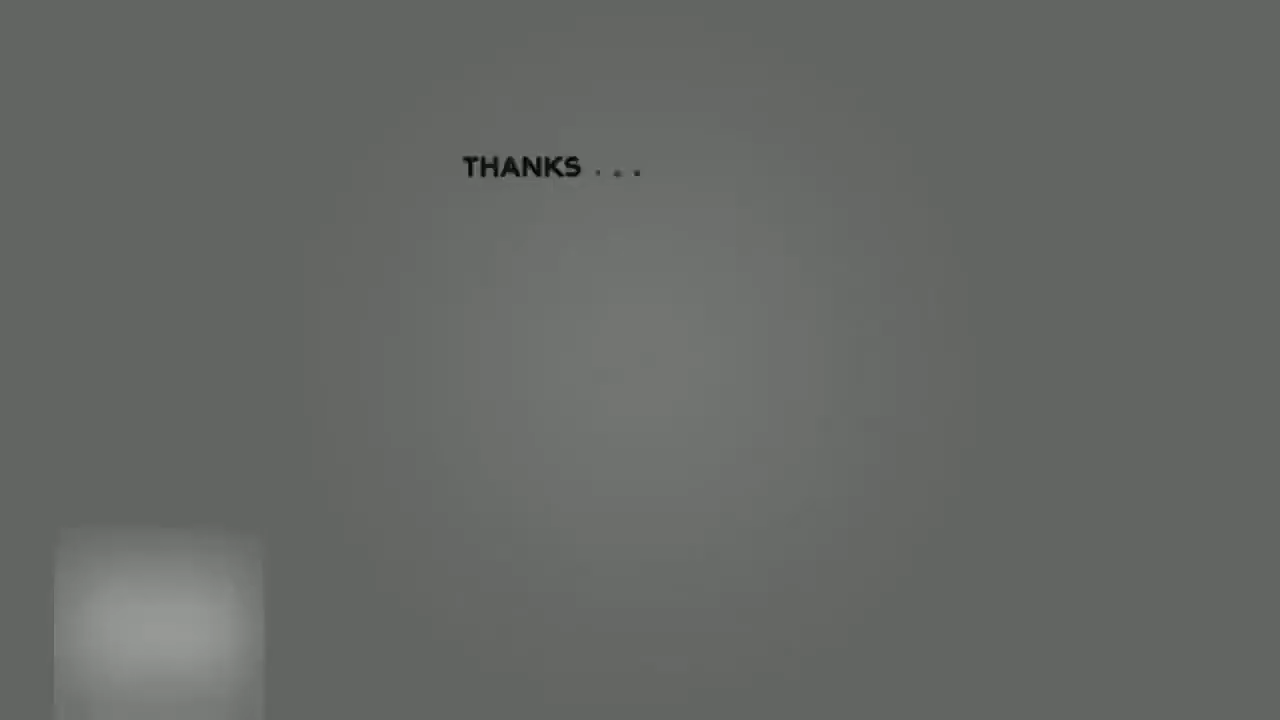 THANKS . . .